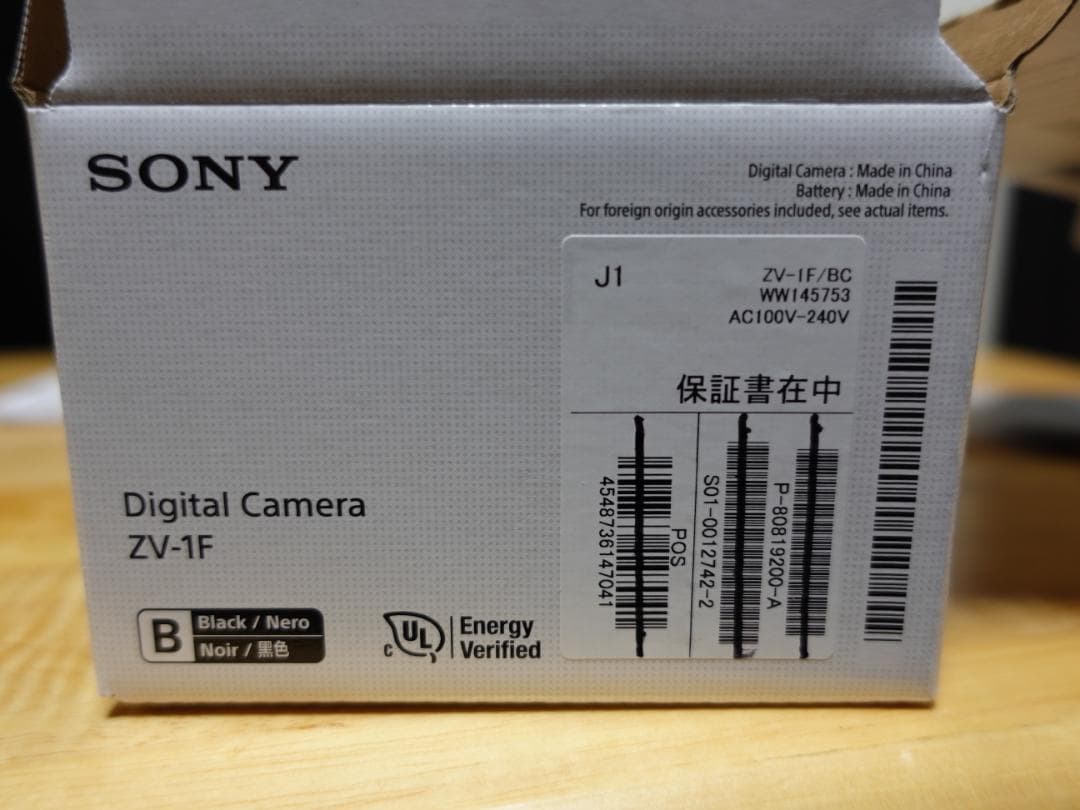 SONY
Digital Camera : Made in China
Battery : Made in China
For foreign origin accessories included, see actual items.
J1
ZV-1F/BC
WW145753
AC100V-240V
保証書在中
4548736147041
POS
S01-0012742-2
P-80819200-A
Digital Camera
ZV-1F
B
Black / Nero
Noir / 黒色
C UL
Energy
Verified